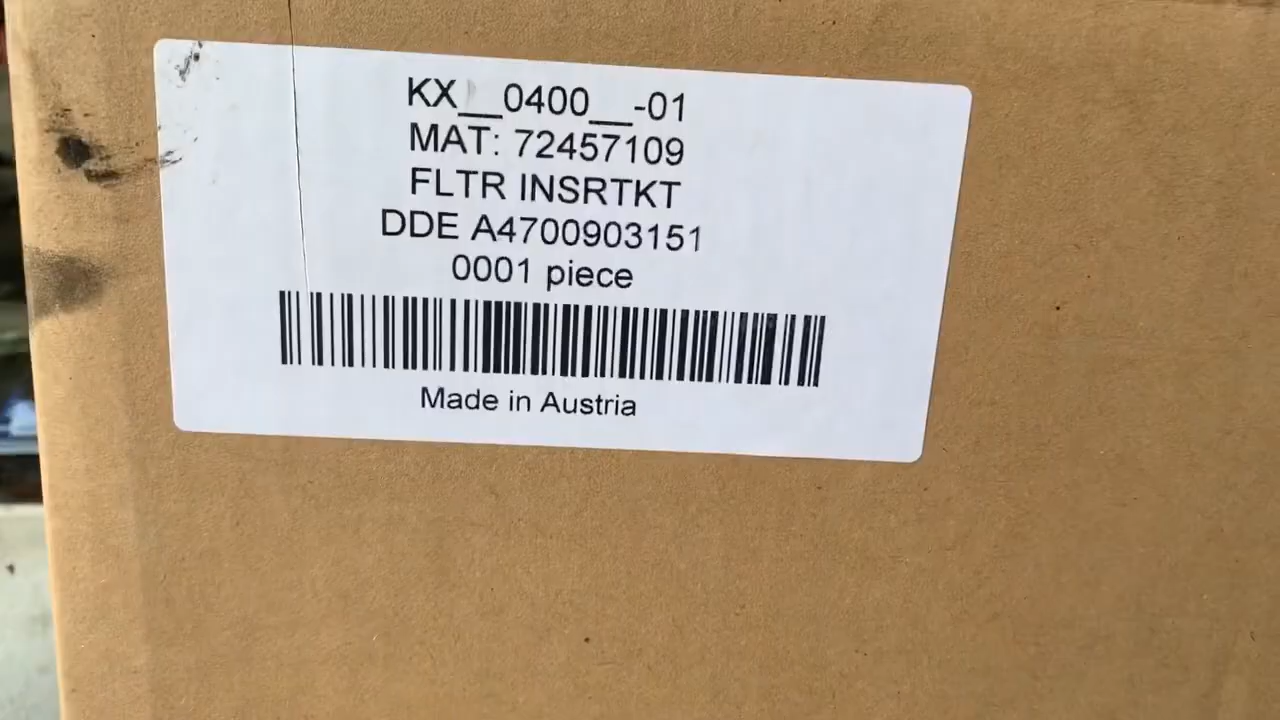 KX__0400__-01
MAT: 72457109
FLTR INSRTKT
DDE A4700903151
0001 piece
Made in Austria